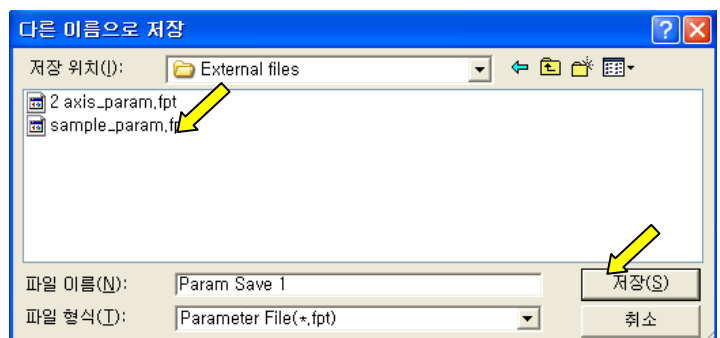 다른 이름으로 저장
저장 위치(I): External files
2 axis_param,fpt
sample_param,fpt
파일 이름(N): Param Save 1 저장(S)
파일 형식(T): Parameter File(*,fpt) 취소